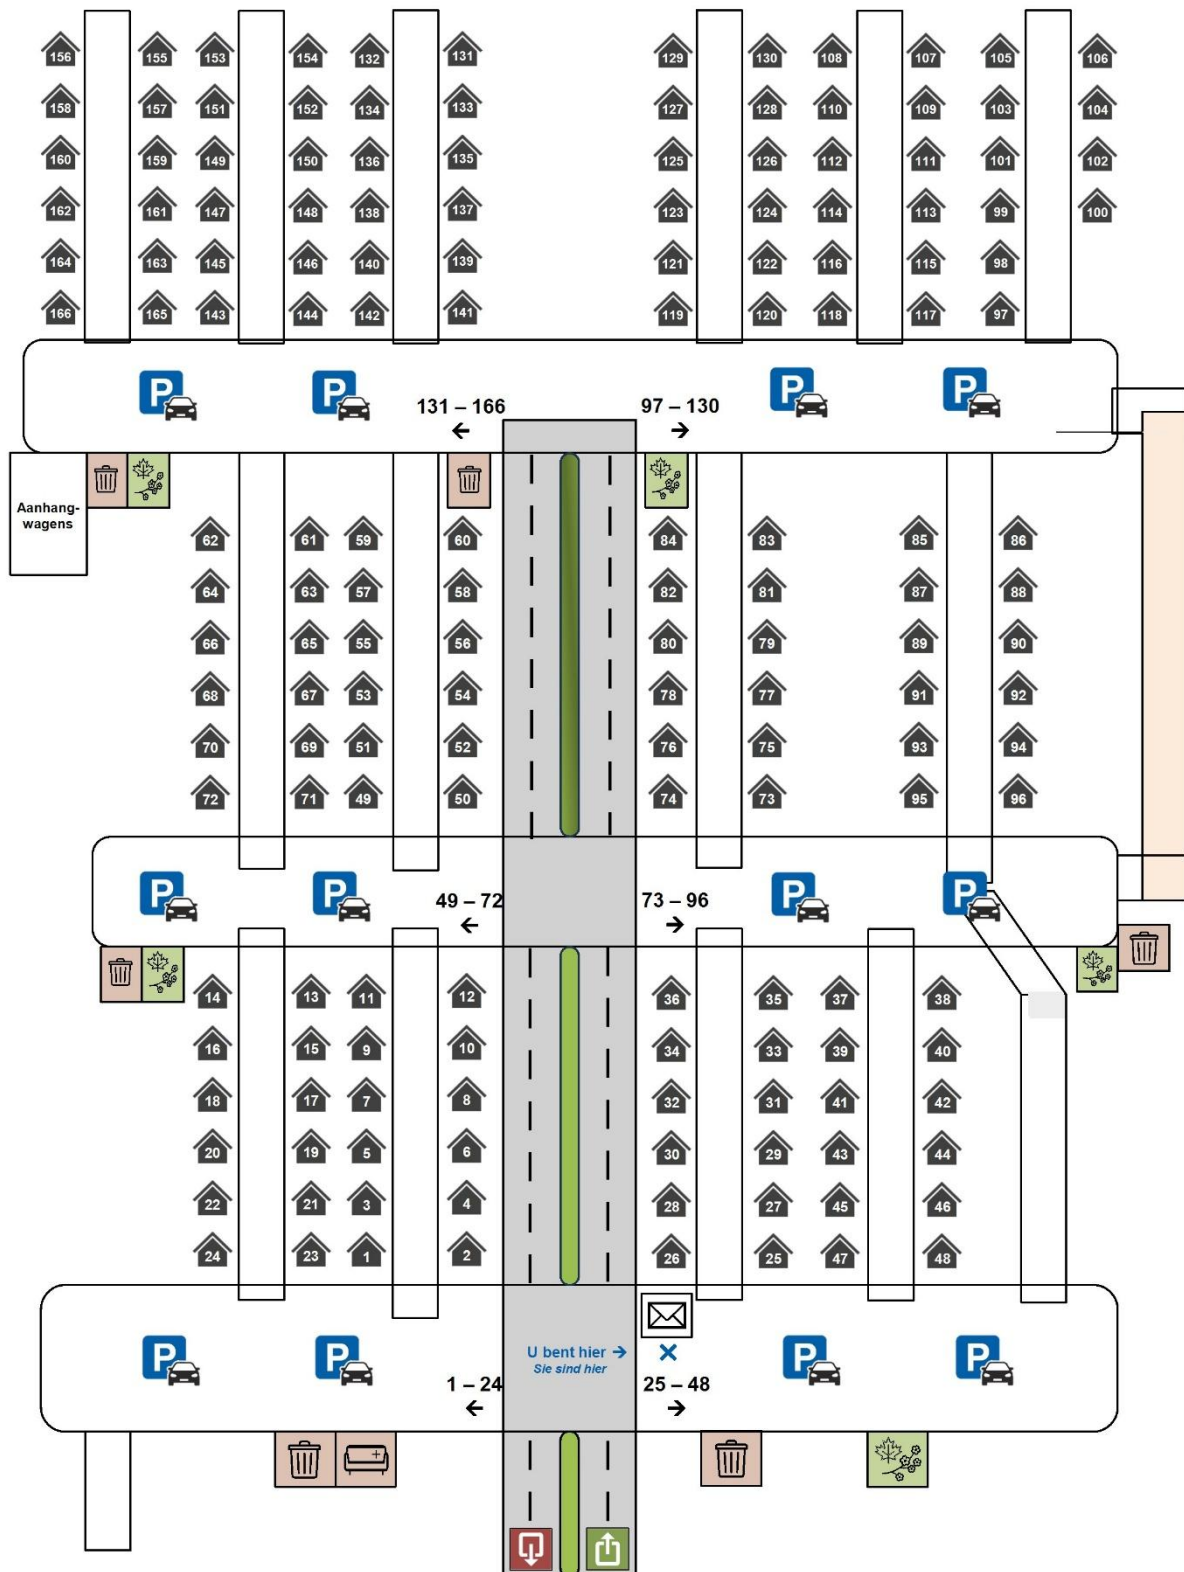 156 155 153 154 132 131 129 130 108 107 105 106
158 157 151 152 134 133 127 128 110 109 103 104
160 159 149 150 136 135 125 126 112 111 101 102
162 161 147 148 138 137 123 124 114 113 99 100
164 163 145 146 140 139 121 122 116 115 98
166 165 143 144 142 141 119 120 118 117 97
P P P P
131 – 166 97 – 130
← →
Aanhang-
wagens
62 61 59 60 84 83 85 86
64 63 57 58 82 81 87 88
66 65 55 56 80 79 89 90
68 67 53 54 78 77 91 92
70 69 51 52 76 75 93 94
72 71 49 50 74 73 95 96
P P P P
49 – 72 73 – 96
← →
14 13 11 12 36 35 37 38
16 15 9 10 34 33 39 40
18 17 7 8 32 31 41 42
20 19 5 6 30 29 43 44
22 21 3 4 28 27 45 46
24 23 1 2 26 25 47 48
P P P P
U bent hier →
Sie sind hier
1 – 24 25 – 48
← →